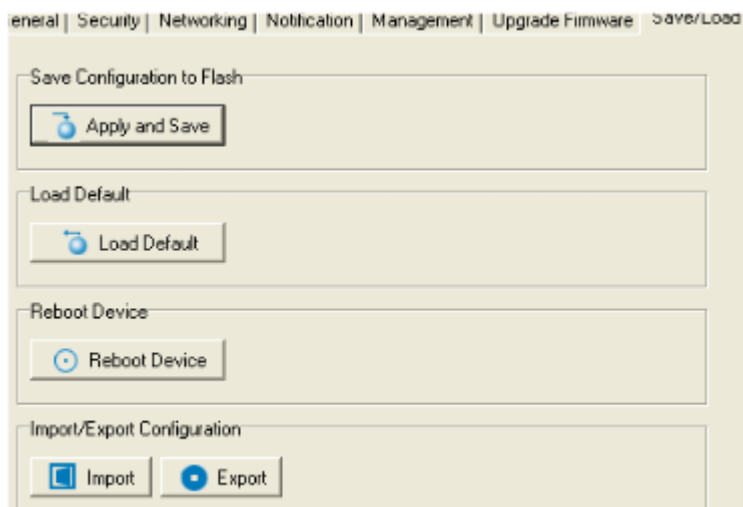 eneral | Security | Networking | Notification | Management | Upgrade Firmware Save/Load
Save Configuration to Flash
Apply and Save
Load Default
Load Default
Reboot Device
Reboot Device
Import/Export Configuration
Import Export